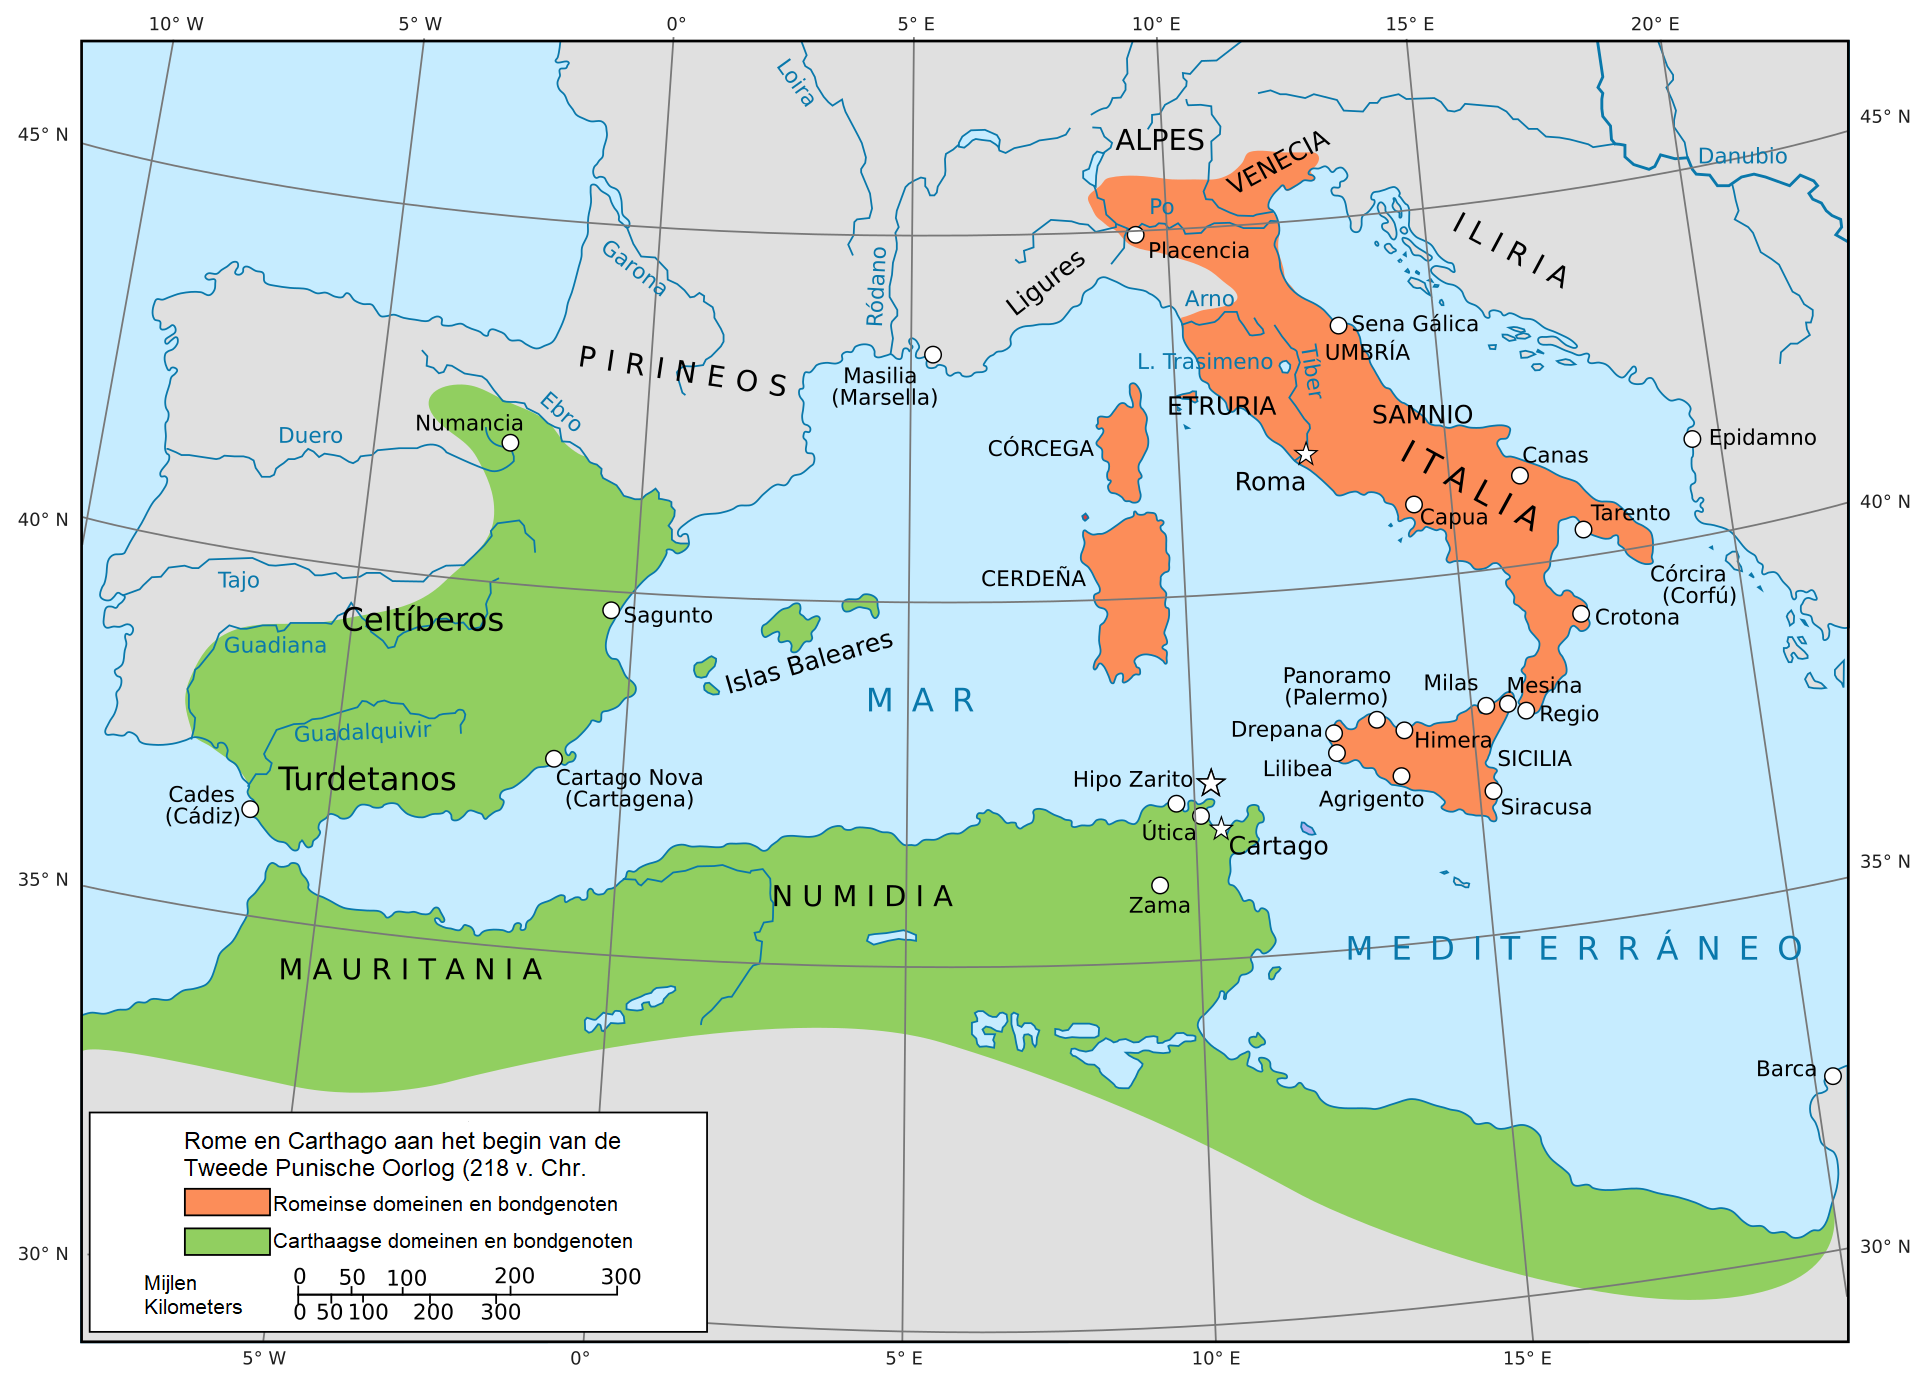 10° W
5° W
0°
5° E
10° E
15° E
20° E
45° N
45° N
40° N
40° N
35° N
35° N
30° N
30° N
5° W
0°
5° E
10° E
15° E
Loira
ALPES
VENECIA
Danubio
Po
Placencia
ILIRIA
Garona
Ródano
Ligures
Arno
Sena Gálica
UMBRÍA
PIRINEOS
Masilia
(Marsella)
L. Trasimeno
Tíber
ETRURIA
SAMNIO
Ebro
Numancia
Duero
CÓRCEGA
Roma
ITALIA
Canas
Epidamno
Capua
Tarento
Tajo
Celtíberos
Sagunto
CERDEÑA
Córcira
(Corfú)
Crotona
Guadiana
Islas Baleares
MAR
Panoramo
(Palermo)
Milas
Mesina
Regio
Drepana
Himera
Guadalquivir
Turdetanos
Cartago Nova
(Cartagena)
Lilibea
SICILIA
Hipo Zarito
Agrigento
Siracusa
Cades
(Cádiz)
Útica
Cartago
NUMIDIA
Zama
MAURITANIA
MEDITERRÁNEO
Barca
Rome en Carthago aan het begin van de
Tweede Punische Oorlog (218 v. Chr.
Romeinse domeinen en bondgenoten
Carthaagse domeinen en bondgenoten
Mijlen
0 50 100 200 300
Kilometers
0 50 100 200 300